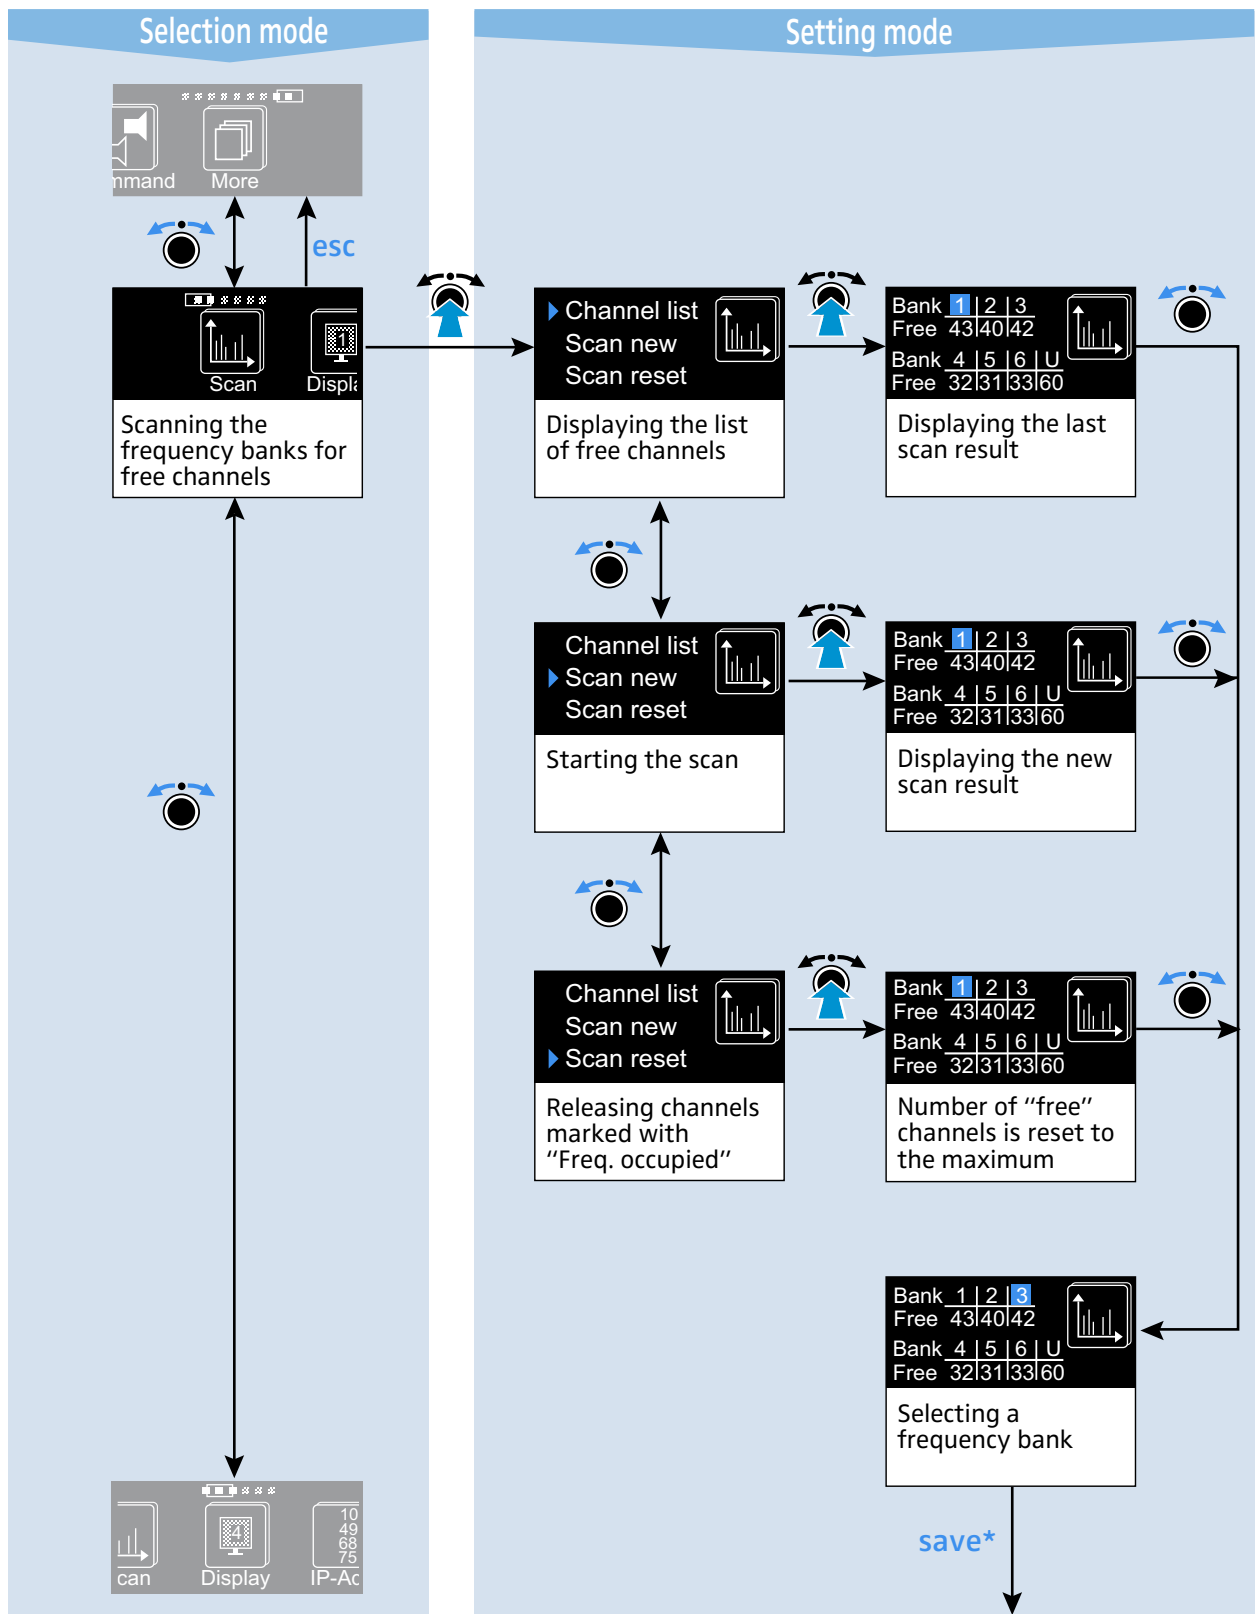 Selection mode
Setting mode
mmand
More
esc
Scan
Displa
Scanning the
frequency banks for
free channels
Channel list
Scan new
Scan reset
Displaying the list
of free channels
Bank 1 2 3
Free 43 40 42
Bank 4 5 6 U
Free 32 31 33 60
Displaying the last
scan result
Channel list
Scan new
Scan reset
Starting the scan
Bank 1 2 3
Free 43 40 42
Bank 4 5 6 U
Free 32 31 33 60
Displaying the new
scan result
Channel list
Scan new
Scan reset
Releasing channels
marked with
"Freq. occupied"
Bank 1 2 3
Free 43 40 42
Bank 4 5 6 U
Free 32 31 33 60
Number of "free"
channels is reset to
the maximum
Bank 1 2 3
Free 43 40 42
Bank 4 5 6 U
Free 32 31 33 60
Selecting a
frequency bank
save*
can
4
Display
10
49
68
75
IP-Ad
1